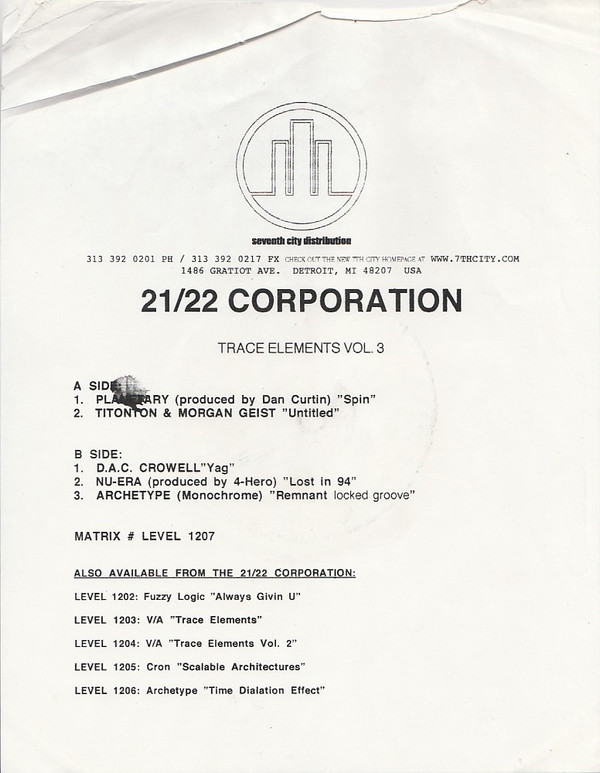 seventh city distribution
313 392 0201 PH / 313 392 0217 FX CHECK OUT THE NEW 7TH CITY HOMEPAGE AT WWW.7THCITY.COM
1486 GRATIOT AVE. DETROIT, MI 48207 USA
21/22 CORPORATION
TRACE ELEMENTS VOL. 3
A SIDE:
1. PLANETARY (produced by Dan Curtin) "Spin"
2. TITONTON & MORGAN GEIST "Untitled"
B SIDE:
1. D.A.C. CROWELL"Yag"
2. NU-ERA (produced by 4-Hero) "Lost in 94"
3. ARCHETYPE (Monochrome) "Remnant locked groove"
MATRIX # LEVEL 1207
ALSO AVAILABLE FROM THE 21/22 CORPORATION:
LEVEL 1202: Fuzzy Logic "Always Givin U"
LEVEL 1203: V/A "Trace Elements"
LEVEL 1204: V/A "Trace Elements Vol. 2"
LEVEL 1205: Cron "Scalable Architectures"
LEVEL 1206: Archetype "Time Dialation Effect"